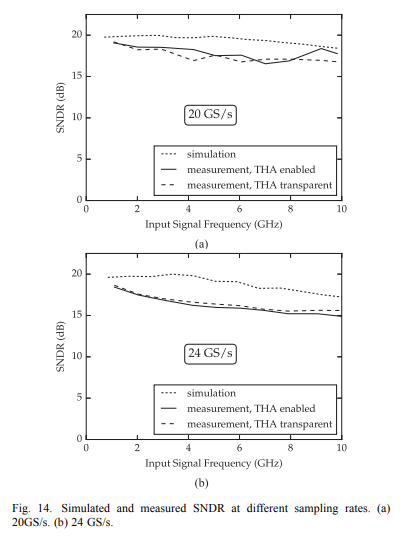 20
15
10
5
0
SNDR (dB)
20 GS/s
simulation
measurement, THA enabled
measurement, THA transparent
0 2 4 6 8 10
Input Signal Frequency (GHz)
(a)
20
15
10
5
0
SNDR (dB)
24 GS/s
simulation
measurement, THA enabled
measurement, THA transparent
0 2 4 6 8 10
Input Signal Frequency (GHz)
(b)
Fig. 14. Simulated and measured SNDR at different sampling rates. (a)
20GS/s. (b) 24 GS/s.